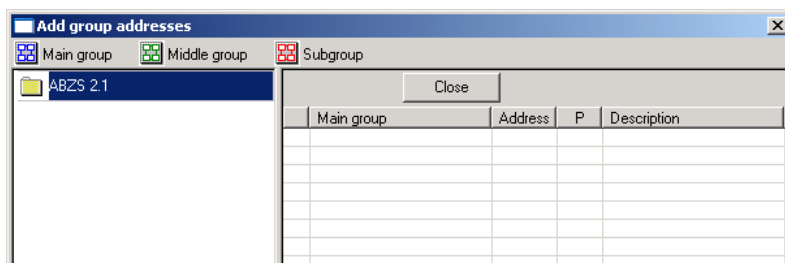 Add group addresses
Main group Middle group Subgroup
ABZS 2.1
Close
Main group Address P Description